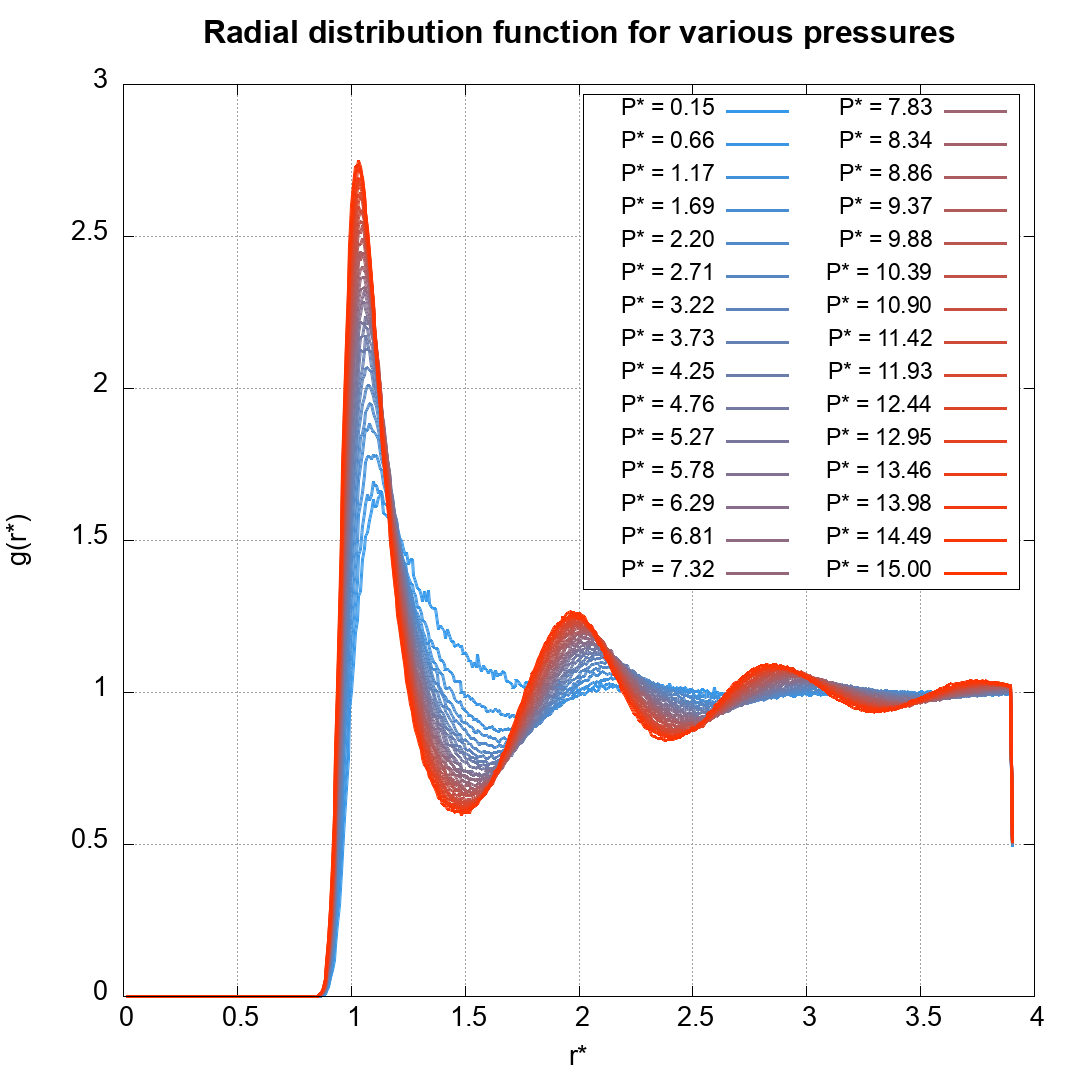 Radial distribution function for various pressures
3
2.5
2
1.5
1
0.5
0
g(r*)
P* = 0.15
P* = 0.66
P* = 1.17
P* = 1.69
P* = 2.20
P* = 2.71
P* = 3.22
P* = 3.73
P* = 4.25
P* = 4.76
P* = 5.27
P* = 5.78
P* = 6.29
P* = 6.81
P* = 7.32
P* = 7.83
P* = 8.34
P* = 8.86
P* = 9.37
P* = 9.88
P* = 10.39
P* = 10.90
P* = 11.42
P* = 11.93
P* = 12.44
P* = 12.95
P* = 13.46
P* = 13.98
P* = 14.49
P* = 15.00
0 0.5 1 1.5 2 2.5 3 3.5 4
r*